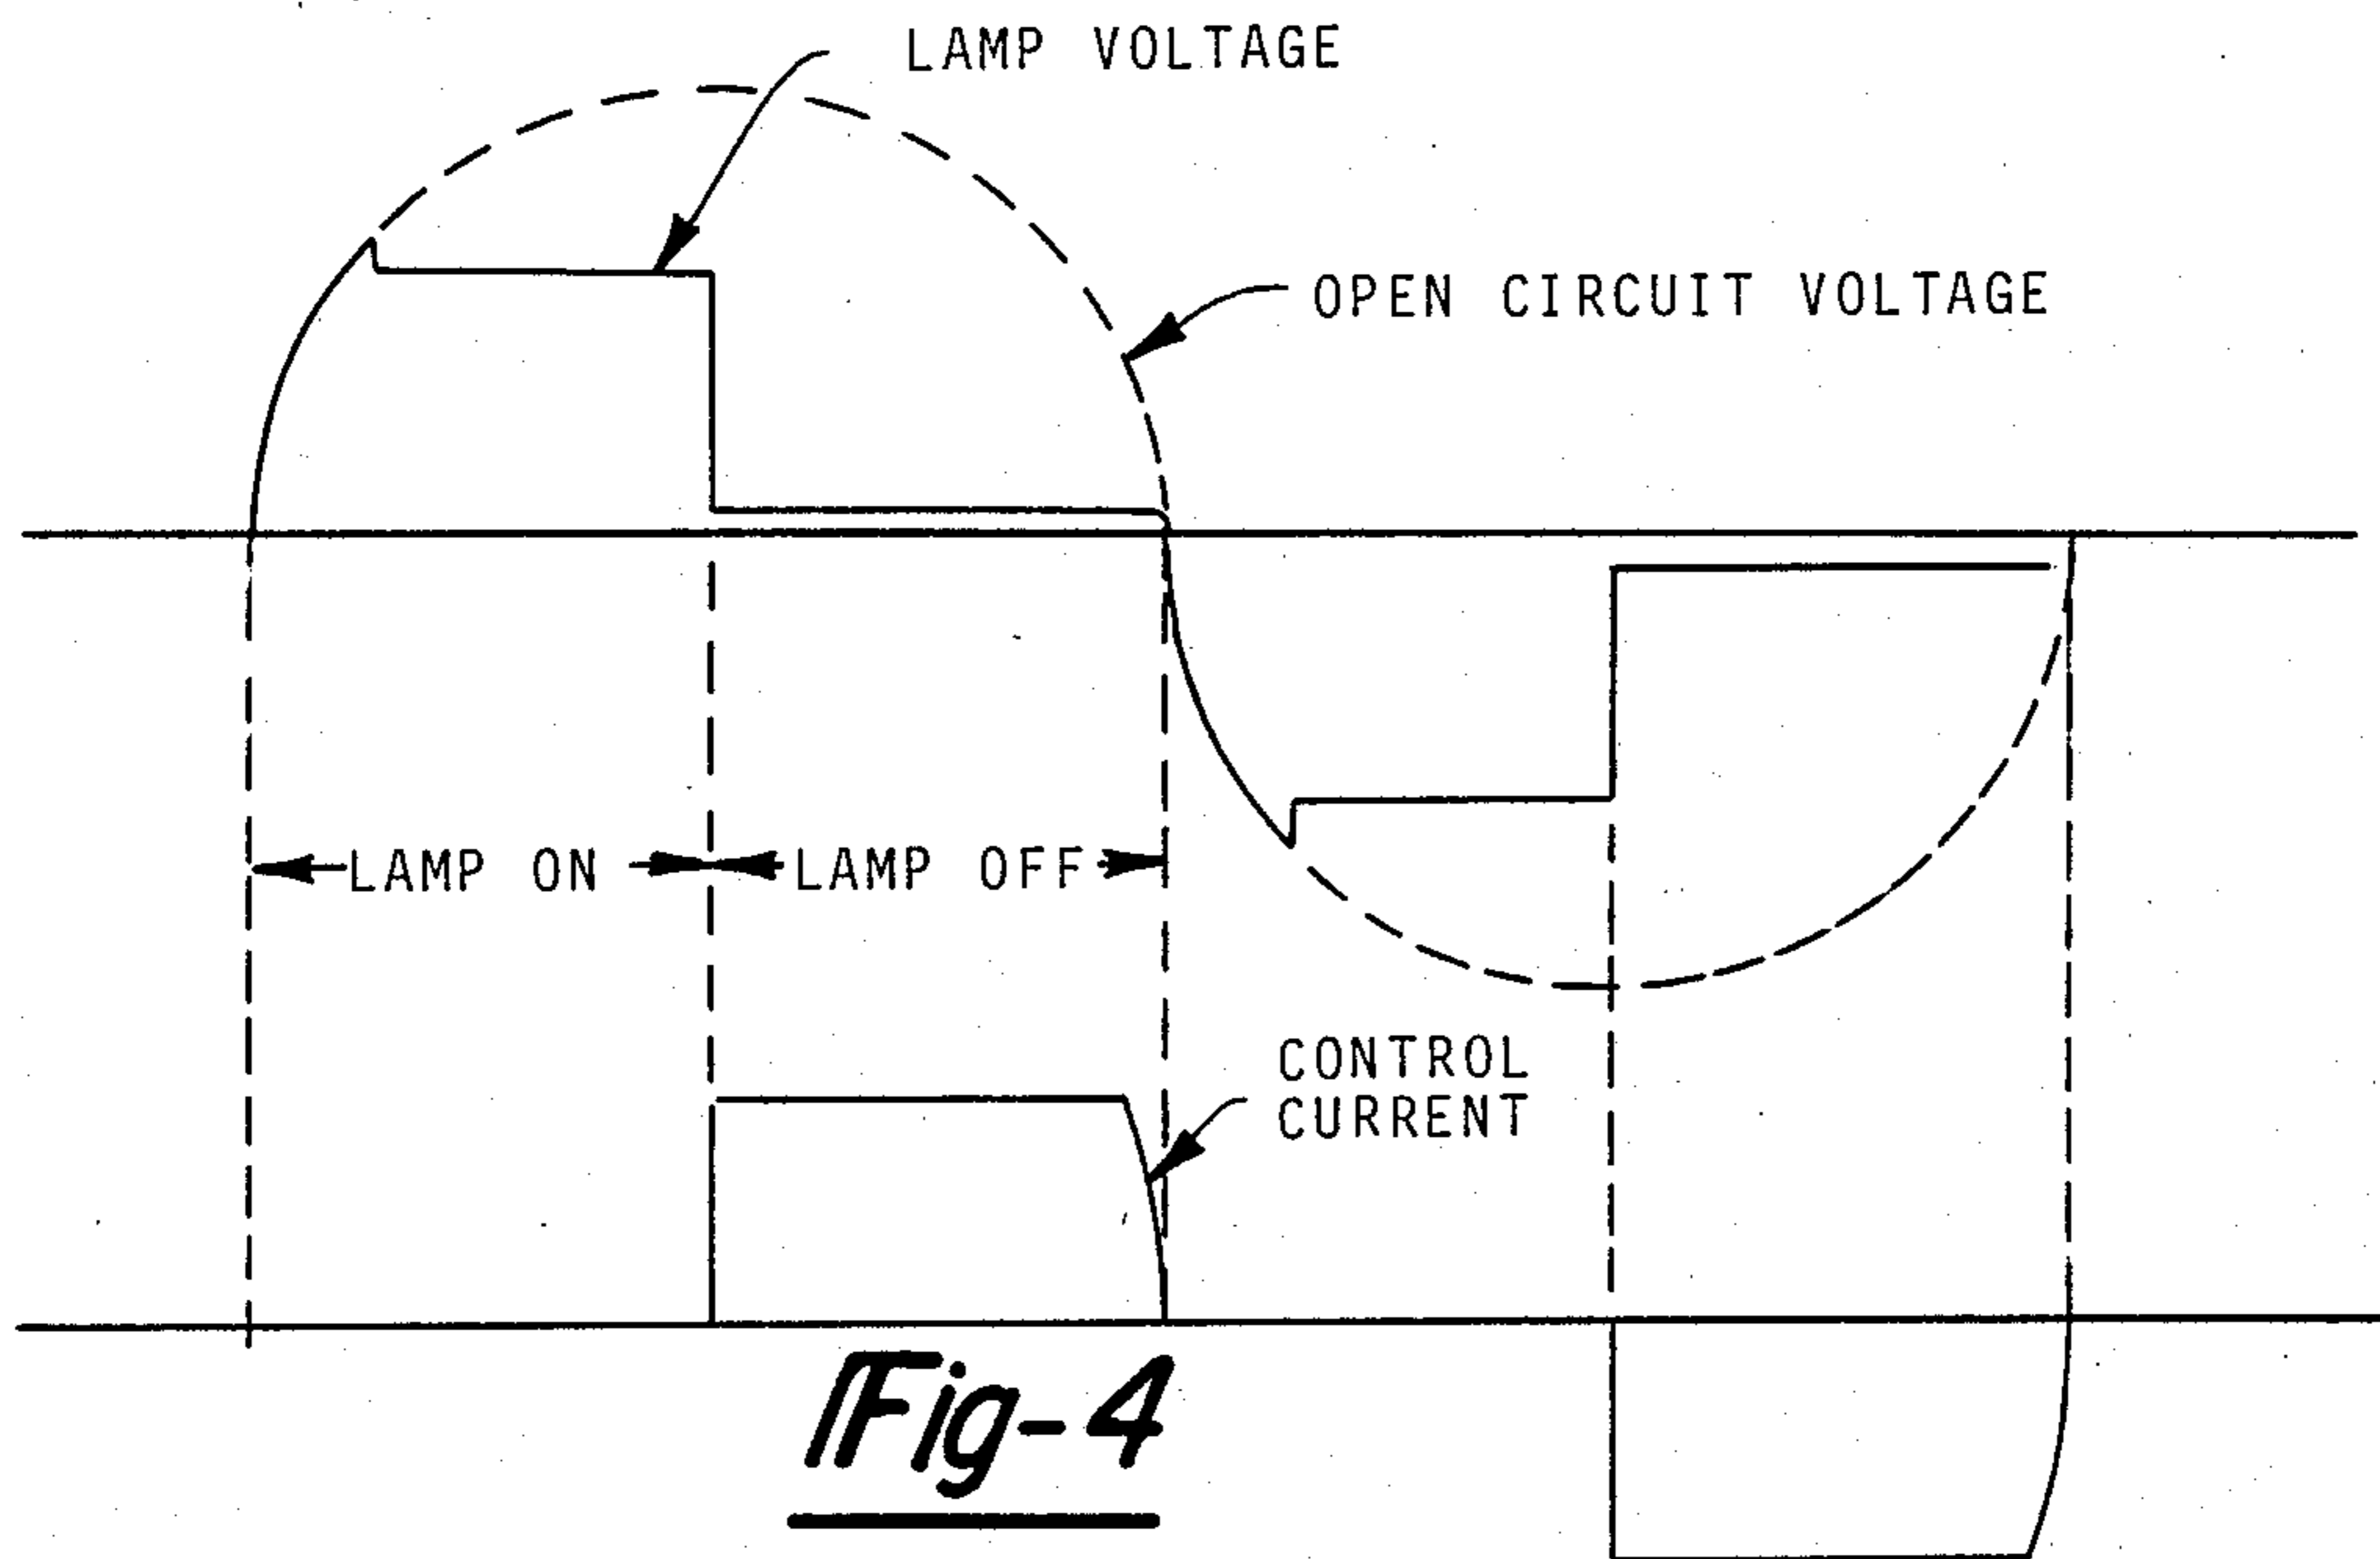 LAMP VOLTAGE
OPEN CIRCUIT VOLTAGE
LAMP ON
LAMP OFF
CONTROL
CURRENT
Fig-4